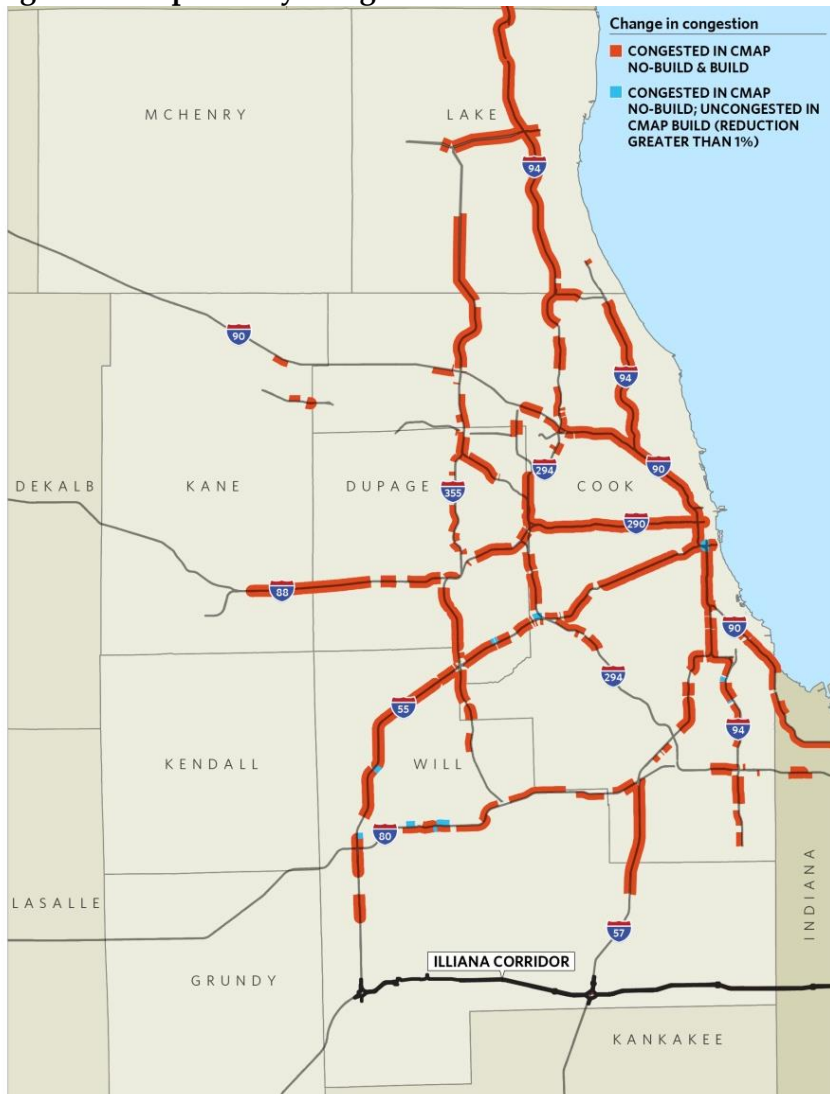 Change in congestion
CONGESTED IN CMAP
NO-BUILD & BUILD
CONGESTED IN CMAP
NO-BUILD; UNCONGESTED IN
CMAP BUILD (REDUCTION
GREATER THAN 1%)
MCHENRY
LAKE
94
90
94
90
294
DEKALB
KANE
DUPAGE
355
COOK
290
88
90
294
55
94
KENDALL
WILL
80
LASALLE
INDIANA
57
ILLIANA CORRIDOR
GRUNDY
KANKAKEE